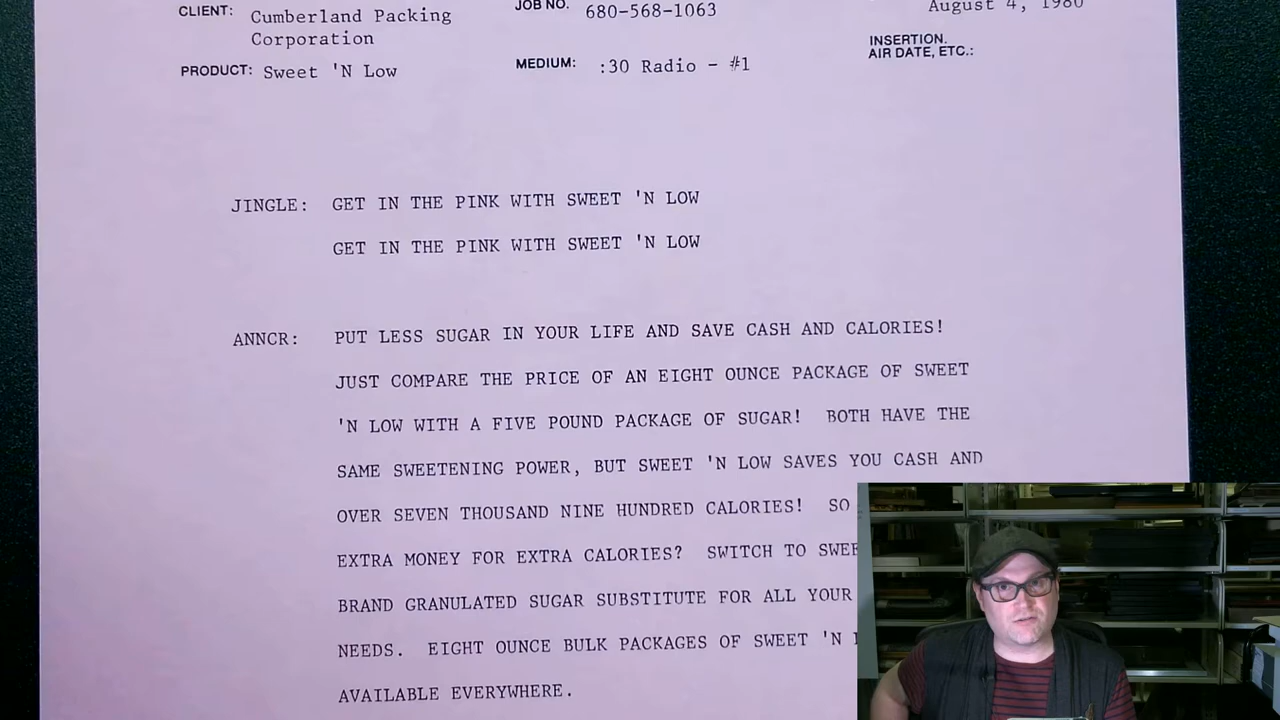 CLIENT: Cumberland Packing JOB NO. 680-568-1063 August 4, 1980
Corporation
INSERTION.
AIR DATE, ETC.:
PRODUCT: Sweet 'N Low MEDIUM: :30 Radio - #1
JINGLE: GET IN THE PINK WITH SWEET 'N LOW
GET IN THE PINK WITH SWEET 'N LOW
ANNCR: PUT LESS SUGAR IN YOUR LIFE AND SAVE CASH AND CALORIES!
JUST COMPARE THE PRICE OF AN EIGHT OUNCE PACKAGE OF SWEET
'N LOW WITH A FIVE POUND PACKAGE OF SUGAR! BOTH HAVE THE
SAME SWEETENING POWER, BUT SWEET 'N LOW SAVES YOU CASH AND
OVER SEVEN THOUSAND NINE HUNDRED CALORIES! SO
EXTRA MONEY FOR EXTRA CALORIES? SWITCH TO SWEE
BRAND GRANULATED SUGAR SUBSTITUTE FOR ALL YOUR
NEEDS. EIGHT OUNCE BULK PACKAGES OF SWEET 'N
AVAILABLE EVERYWHERE.